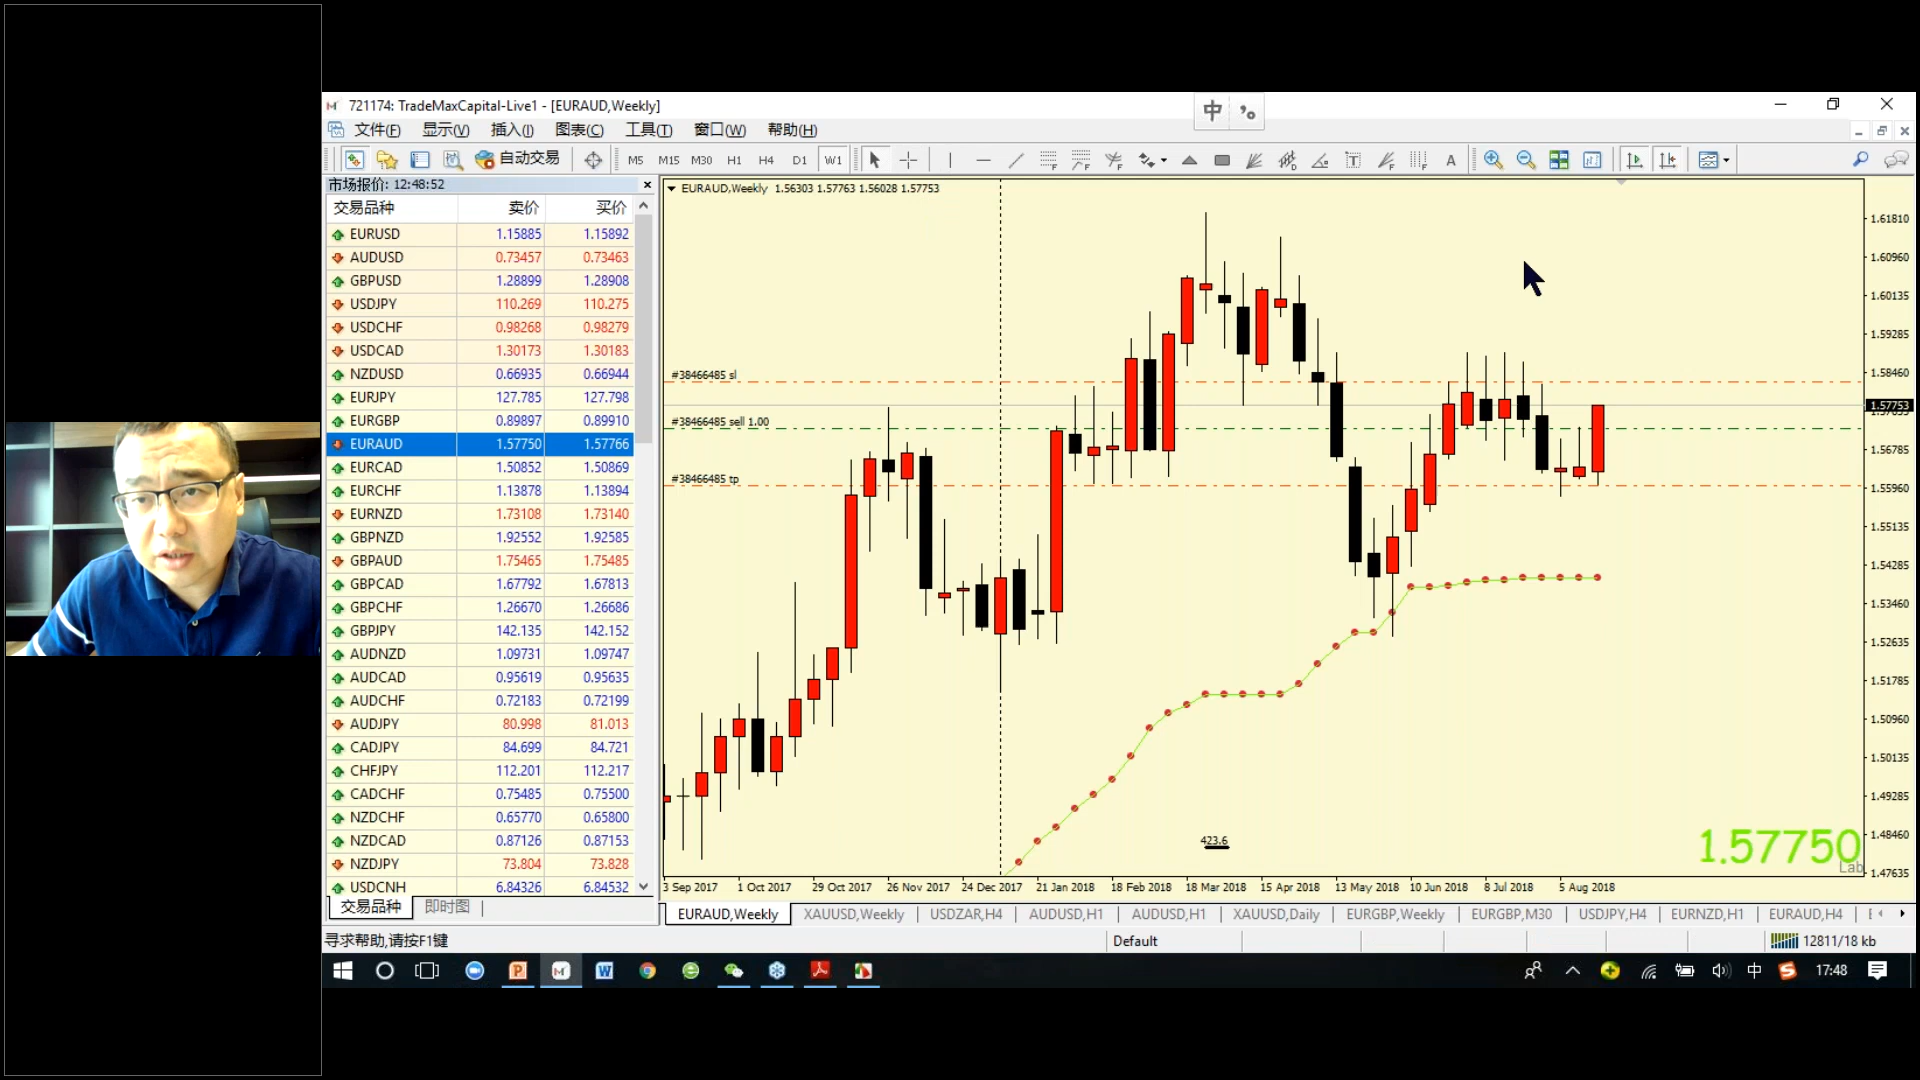 721174: TradeMaxCapital-Live1 - [EURAUD,Weekly]
中
文件(F) 显示(V) 插入(I) 图表(C) 工具(T) 窗口(W) 帮助(H)
自动交易 M5 M15 M30 H1 H4 D1 W1
市场报价: 12:48:52
交易品种 卖价 买价
EURUSD 1.15885 1.15892
AUDUSD 0.73457 0.73463
GBPUSD 1.28899 1.28908
USDJPY 110.269 110.275
USDCHF 0.98268 0.98279
USDCAD 1.30173 1.30183
NZDUSD 0.66935 0.66944
EURJPY 127.785 127.798
EURGBP 0.89897 0.89910
EURAUD 1.57750 1.57766
EURCAD 1.50852 1.50869
EURCHF 1.13878 1.13894
EURNZD 1.73108 1.73140
GBPNZD 1.92552 1.92585
GBPAUD 1.75465 1.75485
GBPCAD 1.67792 1.67813
GBPCHF 1.26670 1.26686
GBPJPY 142.135 142.152
AUDNZD 1.09731 1.09747
AUDCAD 0.95619 0.95635
AUDCHF 0.72183 0.72199
AUDJPY 80.998 81.013
CADJPY 84.699 84.721
CHFJPY 112.201 112.217
CADCHF 0.75485 0.75500
NZDCHF 0.65770 0.65800
NZDCAD 0.87126 0.87153
NZDJPY 73.804 73.828
USDCNH 6.84326 6.84532
交易品种 即时图
EURAUD,Weekly 1.56303 1.57763 1.56028 1.57753
#38466485 sl
#38466485 sell 1.00
#38466485 tp
423.6
1.57750
Lab
1.61810
1.60960
1.60135
1.59285
1.58460
1.57753
1.56785
1.55960
1.55135
1.54285
1.53460
1.52635
1.51785
1.50960
1.50135
1.49285
1.48460
1.47635
3 Sep 2017 1 Oct 2017 29 Oct 2017 26 Nov 2017 24 Dec 2017 21 Jan 2018 18 Feb 2018 18 Mar 2018 15 Apr 2018 13 May 2018 10 Jun 2018 8 Jul 2018 5 Aug 2018
EURAUD,Weekly XAUUSD,Weekly USDZAR,H4 AUDUSD,H1 AUDUSD,H1 XAUUSD,Daily EURGBP,Weekly EURGBP,M30 USDJPY,H4 EURNZD,H1 EURAUD,H4
寻求帮助,请按F1键 Default 12811/18 kb
中 17:48